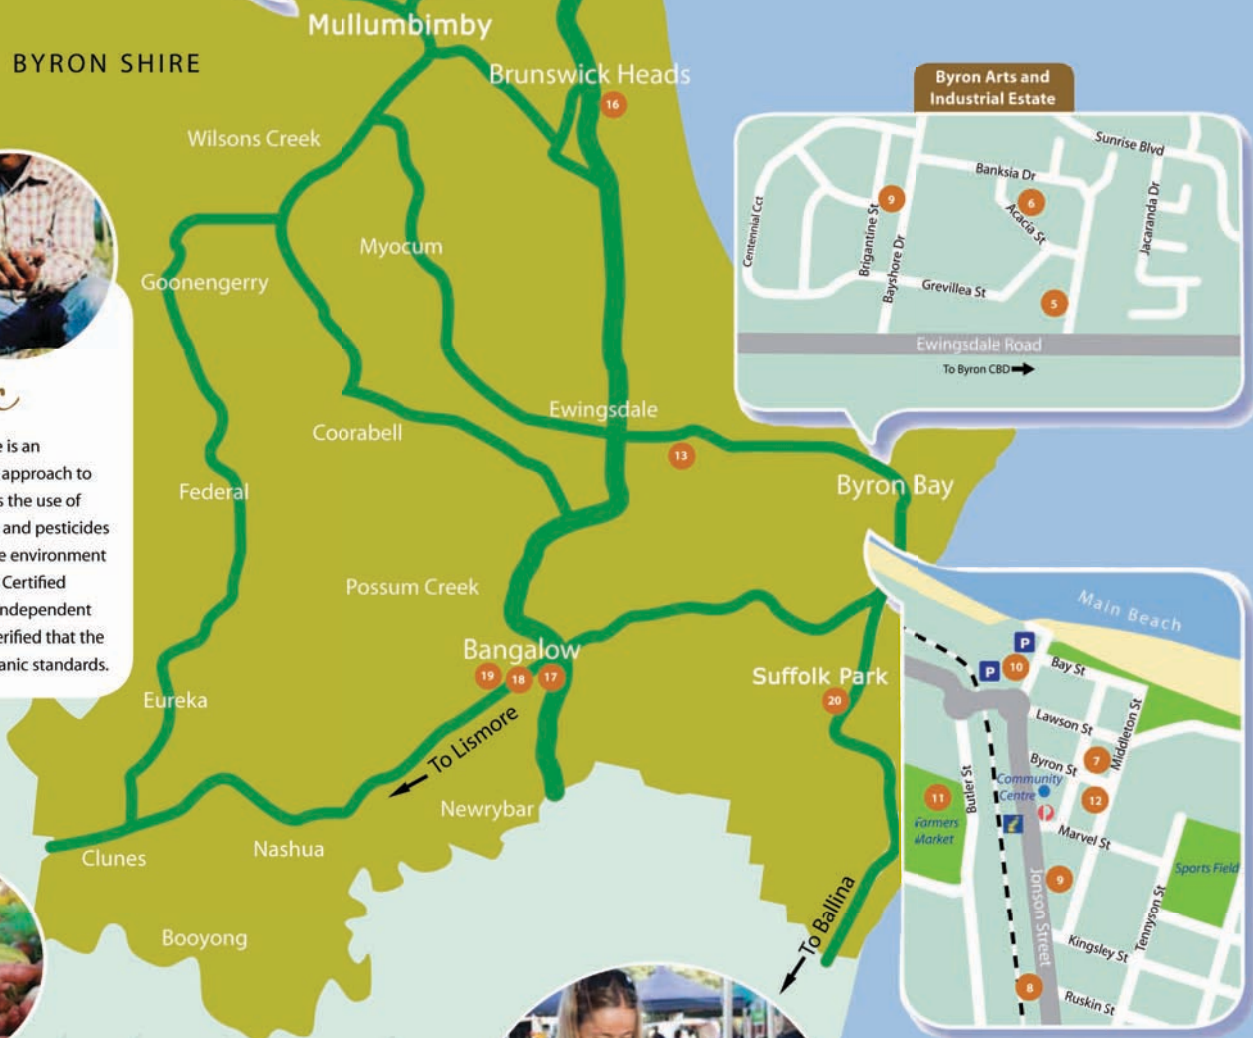 Mullumbimby
BYRON SHIRE
Brunswick Heads
16
Wilsons Creek
Myocum
Goonengerry
Ewingsdale
13
Coorabell
Federal
Byron Bay
Possum Creek
Bangalow
19
18
17
Suffolk Park
20
Eureka
To Lismore
Newrybar
Clunes
Nashua
Booyong
To Ballina
e is an
approach to
s the use of
and pesticides
e environment
Certified
ndependent
erified that the
anic standards.
Byron Arts and
Industrial Estate
Sunrise Blvd
Banksia Dr
9
6
Acacia St
Centennial Cct
Brigantine St
Bayshore Dr
Jacaranda Dr
Grevillea St
5
Ewingsdale Road
To Byron CBD
Main Beach
P
P
10
Bay St
Lawson St
Middleton St
Byron St
7
Butler St
Community
Centre
11
12
Farmers
Market
Marvel St
Sports Field
9
Jonson Street
Tennyson St
Kingsley St
8
Ruskin St